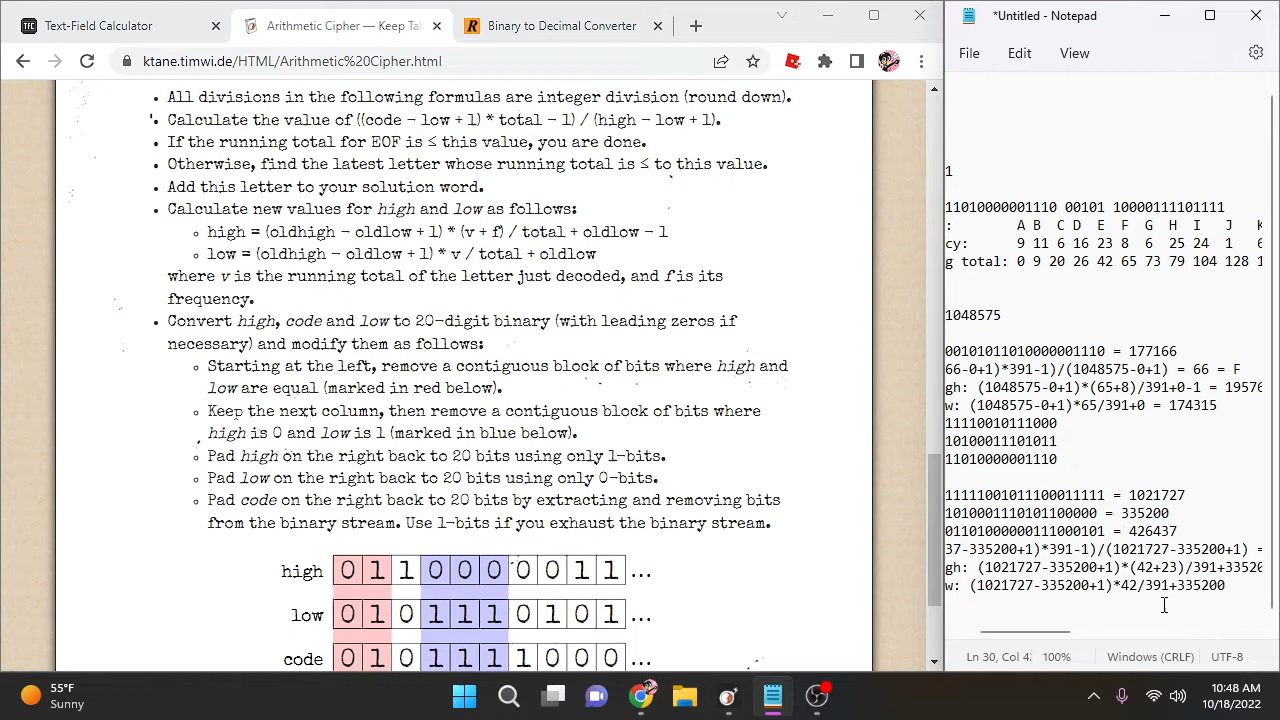 Text-Field Calculator
Arithmetic Cipher — Keep Tal
Binary to Decimal Converter
ktane.timwi.de/HTML/Arithmetic%20Cipher.html
All divisions in the following formulas are integer division (round down).
Calculate the value of ((code − low + 1) * total − 1) / (high − low + 1).
If the running total for EOF is ≤ this value, you are done.
Otherwise, find the latest letter whose running total is ≤ to this value.
Add this letter to your solution word.
Calculate new values for high and low as follows:
high = (oldhigh − oldlow + 1) * (v + f) / total + oldlow − 1
low = (oldhigh − oldlow + 1) * v / total + oldlow
where v is the running total of the letter just decoded, and f is its
frequency.
Convert high, code and low to 20-digit binary (with leading zeros if
necessary) and modify them as follows:
Starting at the left, remove a contiguous block of bits where high and
low are equal (marked in red below).
Keep the next column, then remove a contiguous block of bits where
high is 0 and low is 1 (marked in blue below).
Pad high on the right back to 20 bits using only 1-bits.
Pad low on the right back to 20 bits using only 0-bits.
Pad code on the right back to 20 bits by extracting and removing bits
from the binary stream. Use 1-bits if you exhaust the binary stream.
high 0 1 1 0 0 0 0 0 1 1 ...
low 0 1 0 1 1 1 0 1 0 1 ...
code 0 1 0 1 1 1 1 0 0 0 ...
*Untitled - Notepad
File Edit View
1
11010000001110 00101 10000111101111
: A B C D E F G H I J K
cy: 9 11 6 16 23 8 6 25 24 1 6
g total: 0 9 20 26 42 65 73 79 104 128 1
1048575
00101011010000001110 = 177166
66-0+1)*391-1)/(1048575-0+1) = 66 = F
gh: (1048575-0+1)*(65+8)/391+0-1 = 19576
w: (1048575-0+1)*65/391+0 = 174315
11110010111000
10100011101011
11010000001110
11111001011100011111 = 1021727
1010001110101100000 = 335200
01101000000111000101 = 426437
37-335200+1)*391-1)/(1021727-335200+1) =
gh: (1021727-335200+1)*(42+23)/391+33520
w: (1021727-335200+1)*42/391+335200
Ln 30, Col 42
100%
Windows (CRLF)
UTF-8
55°F
Sunny
10:48 AM
10/18/2022